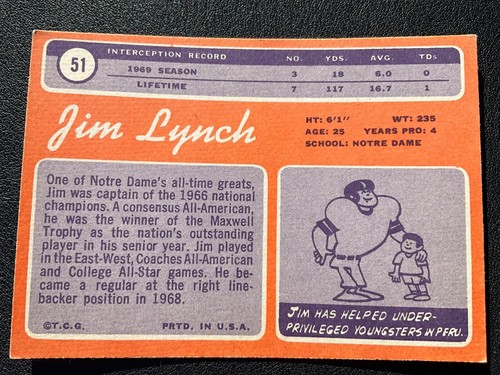 51
INTERCEPTION RECORD NO. YDS. AVG. TDs
1969 SEASON 3 18 6.0 0
LIFETIME 7 117 16.7 1
Jim Lynch
HT: 6'1" WT: 235
AGE: 25 YEARS PRO: 4
SCHOOL: NOTRE DAME
One of Notre Dame's all-time greats,
Jim was captain of the 1966 national
champions. A consensus All-American,
he was the winner of the Maxwell
Trophy as the nation's outstanding
player in his senior year. Jim played
in the East-West, Coaches All-American
and College All-Star games. He be-
came a regular at the right line-
backer position in 1968.
©T.C.G. PRTD. IN U.S.A.
JIM HAS HELPED UNDER-
PRIVILEGED YOUNGSTERS IN PERU.